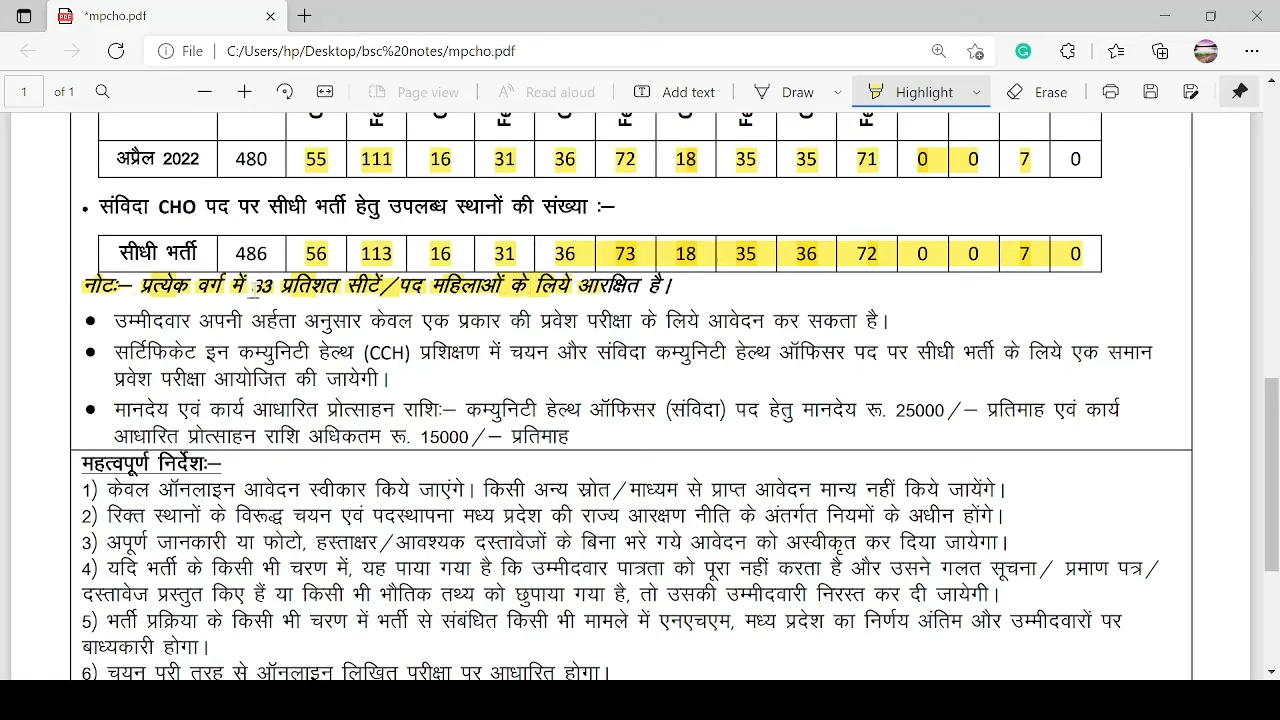 *mpcho.pdf
File C:/Users/hp/Desktop/bsc%20notes/mpcho.pdf
1 of 1 Page view Read aloud Add text Draw Highlight Erase
अप्रैल 2022 480 55 111 16 31 36 72 18 35 35 71 0 0 7 0
• संविदा CHO पद पर सीधी भर्ती हेतु उपलब्ध स्थानों की संख्या :–
सीधी भर्ती 486 56 113 16 31 36 73 18 35 36 72 0 0 7 0
नोटः– प्रत्येक वर्ग में 33 प्रतिशत सीटें/पद महिलाओं के लिये आरक्षित है।
● उम्मीदवार अपनी अर्हता अनुसार केवल एक प्रकार की प्रवेश परीक्षा के लिये आवेदन कर सकता है।
● सर्टिफिकेट इन कम्युनिटी हेल्थ (CCH) प्रशिक्षण में चयन और संविदा कम्युनिटी हेल्थ ऑफिसर पद पर सीधी भर्ती के लिये एक समान
प्रवेश परीक्षा आयोजित की जायेगी।
● मानदेय एवं कार्य आधारित प्रोत्साहन राशिः– कम्युनिटी हेल्थ ऑफिसर (संविदा) पद हेतु मानदेय रू. 25000/– प्रतिमाह एवं कार्य
आधारित प्रोत्साहन राशि अधिकतम रू. 15000/– प्रतिमाह
महत्वपूर्ण निर्देशः–
1) केवल ऑनलाइन आवेदन स्वीकार किये जाएंगे। किसी अन्य स्रोत/माध्यम से प्राप्त आवेदन मान्य नहीं किये जायेंगे।
2) रिक्त स्थानों के विरूद्ध चयन एवं पदस्थापना मध्य प्रदेश की राज्य आरक्षण नीति के अंतर्गत नियमों के अधीन होंगे।
3) अपूर्ण जानकारी या फोटो, हस्ताक्षर/आवश्यक दस्तावेजों के बिना भरे गये आवेदन को अस्वीकृत कर दिया जायेगा।
4) यदि भर्ती के किसी भी चरण में, यह पाया गया है कि उम्मीदवार पात्रता को पूरा नहीं करता है और उसने गलत सूचना/ प्रमाण पत्र/
दस्तावेज प्रस्तुत किए हैं या किसी भी भौतिक तथ्य को छुपाया गया है, तो उसकी उम्मीदवारी निरस्त कर दी जायेगी।
5) भर्ती प्रक्रिया के किसी भी चरण में भर्ती से संबंधित किसी भी मामले में एनएचएम, मध्य प्रदेश का निर्णय अंतिम और उम्मीदवारों पर
बाध्यकारी होगा।
6) चयन पूरी तरह से ऑनलाइन लिखित परीक्षा पर आधारित होगा।